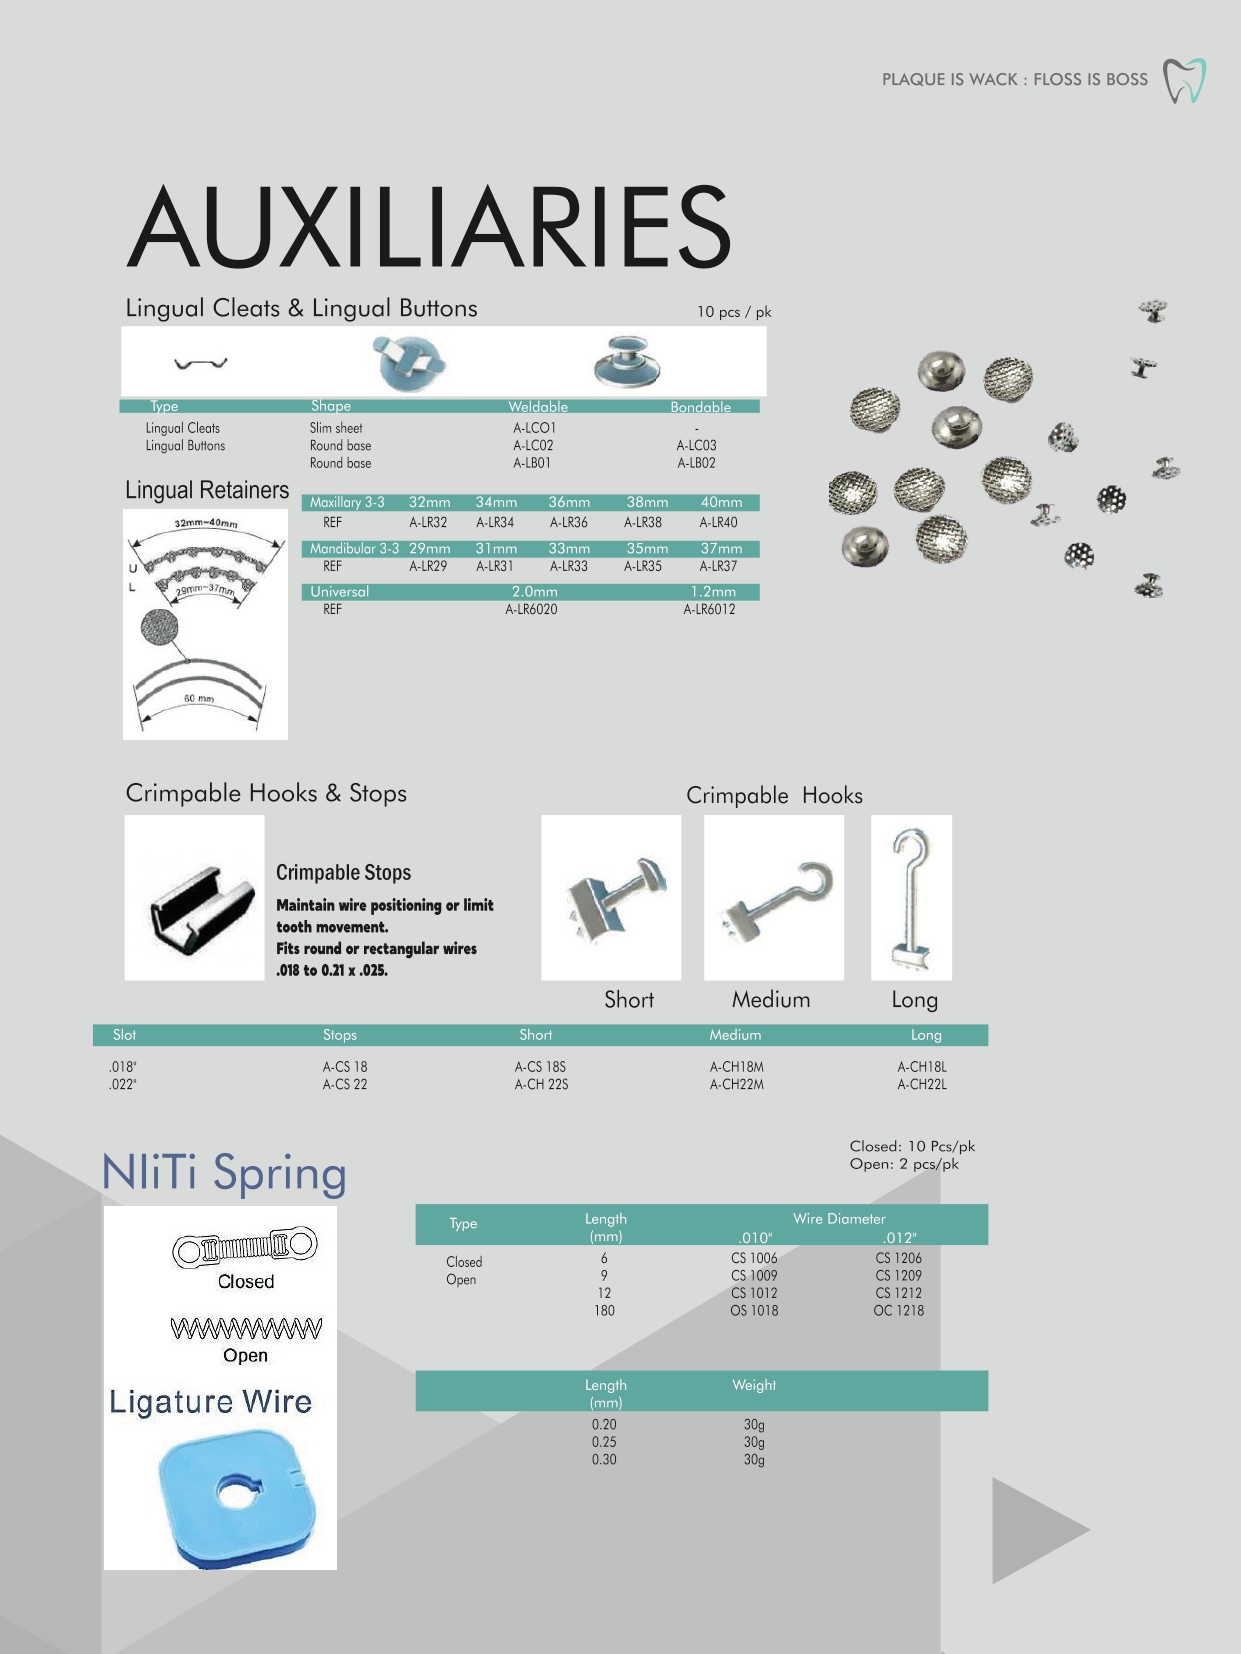 PLAQUE IS WACK : FLOSS IS BOSS
AUXILIARIES
Lingual Cleats & Lingual Buttons
10 pcs / pk
Type Shape Weldable Bondable
Lingual Cleats Slim sheet A-LCO1 -
Lingual Buttons Round base A-LC02 A-LC03
Round base A-LB01 A-LB02
Lingual Retainers
32mm~40mm
U
L
29mm~37mm
60 mm
Maxillary 3-3 32mm 34mm 36mm 38mm 40mm
REF A-LR32 A-LR34 A-LR36 A-LR38 A-LR40
Mandibular 3-3 29mm 31mm 33mm 35mm 37mm
REF A-LR29 A-LR31 A-LR33 A-LR35 A-LR37
Universal 2.0mm 1.2mm
REF A-LR6020 A-LR6012
Crimpable Hooks & Stops
Crimpable Stops
Maintain wire positioning or limit
tooth movement.
Fits round or rectangular wires
.018 to 0.21 x .025.
Crimpable Hooks
Short Medium Long
Slot Stops Short Medium Long
.018" A-CS 18 A-CS 18S A-CH18M A-CH18L
.022" A-CS 22 A-CH 22S A-CH22M A-CH22L
Closed: 10 Pcs/pk
Open: 2 pcs/pk
NIiTi Spring
Closed
Open
Type Length Wire Diameter
(mm) .010" .012"
Closed 6 CS 1006 CS 1206
Open 9 CS 1009 CS 1209
12 CS 1012 CS 1212
180 OS 1018 OC 1218
Ligature Wire
Length Weight
(mm)
0.20 30g
0.25 30g
0.30 30g